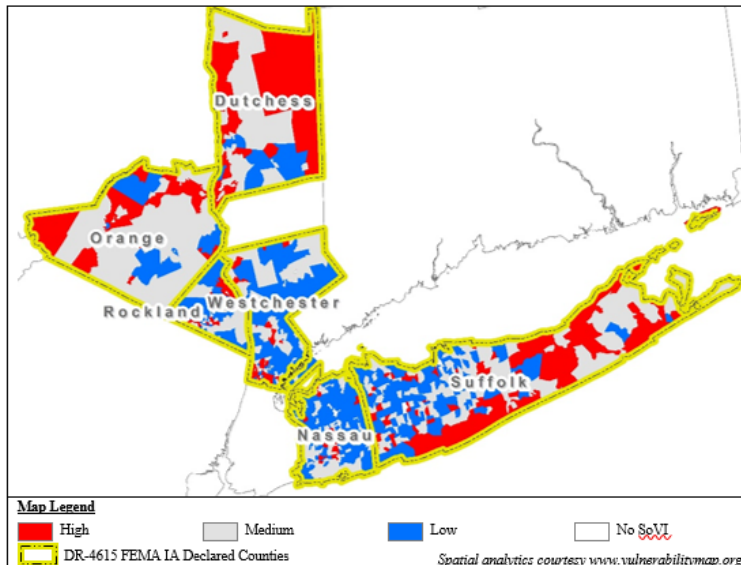 Dutchess
Orange
Rockland
Westchester
Suffolk
Nassau
Map Legend
High Medium Low No SoVI
DR-4615 FEMA IA Declared Counties Spatial analytics courtesy www.vulnerabilitymap.org